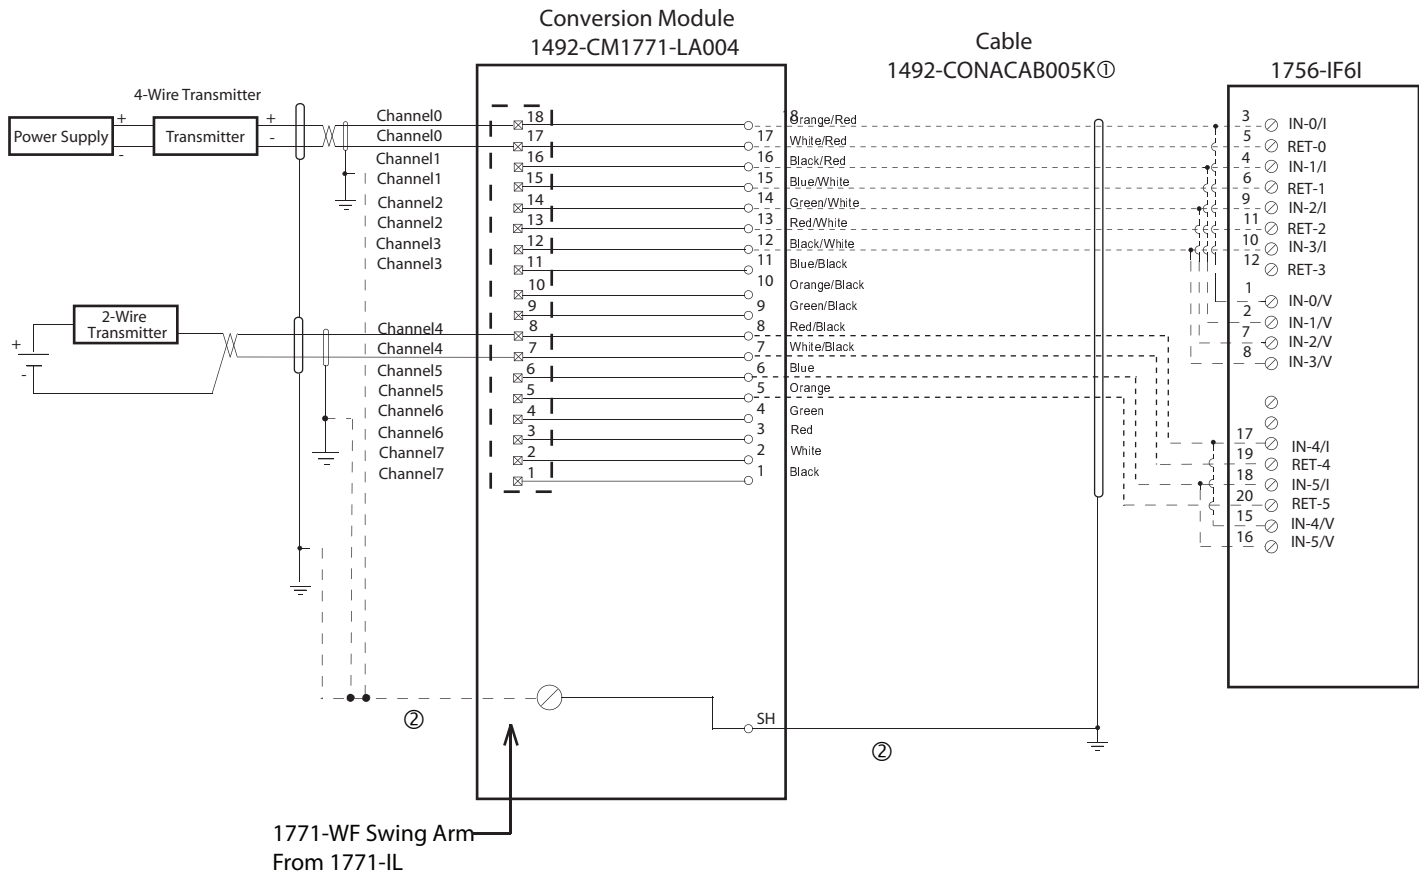 Conversion Module
1492-CM1771-LA004
Cable
1492-CONACAB005K①
1756-IF6I
4-Wire Transmitter
Power Supply
+
-
Transmitter
+
-
2-Wire
Transmitter
+
-
Channel0
Channel0
Channel1
Channel1
Channel2
Channel2
Channel3
Channel3
Channel4
Channel4
Channel5
Channel5
Channel6
Channel6
Channel7
Channel7
18
17
16
15
14
13
12
11
10
9
8
7
6
5
4
3
2
1
18 Orange/Red
17 White/Red
16 Black/Red
15 Blue/White
14 Green/White
13 Red/White
12 Black/White
11 Blue/Black
10 Orange/Black
9 Green/Black
8 Red/Black
7 White/Black
6 Blue
5 Orange
4 Green
3 Red
2 White
1 Black
SH
3 IN-0/I
5 RET-0
4 IN-1/I
6 RET-1
9 IN-2/I
11 RET-2
10 IN-3/I
12 RET-3
1 IN-0/V
2 IN-1/V
7 IN-2/V
8 IN-3/V
17 IN-4/I
19 RET-4
18 IN-5/I
20 RET-5
15 IN-4/V
16 IN-5/V
②
②
1771-WF Swing Arm
From 1771-IL